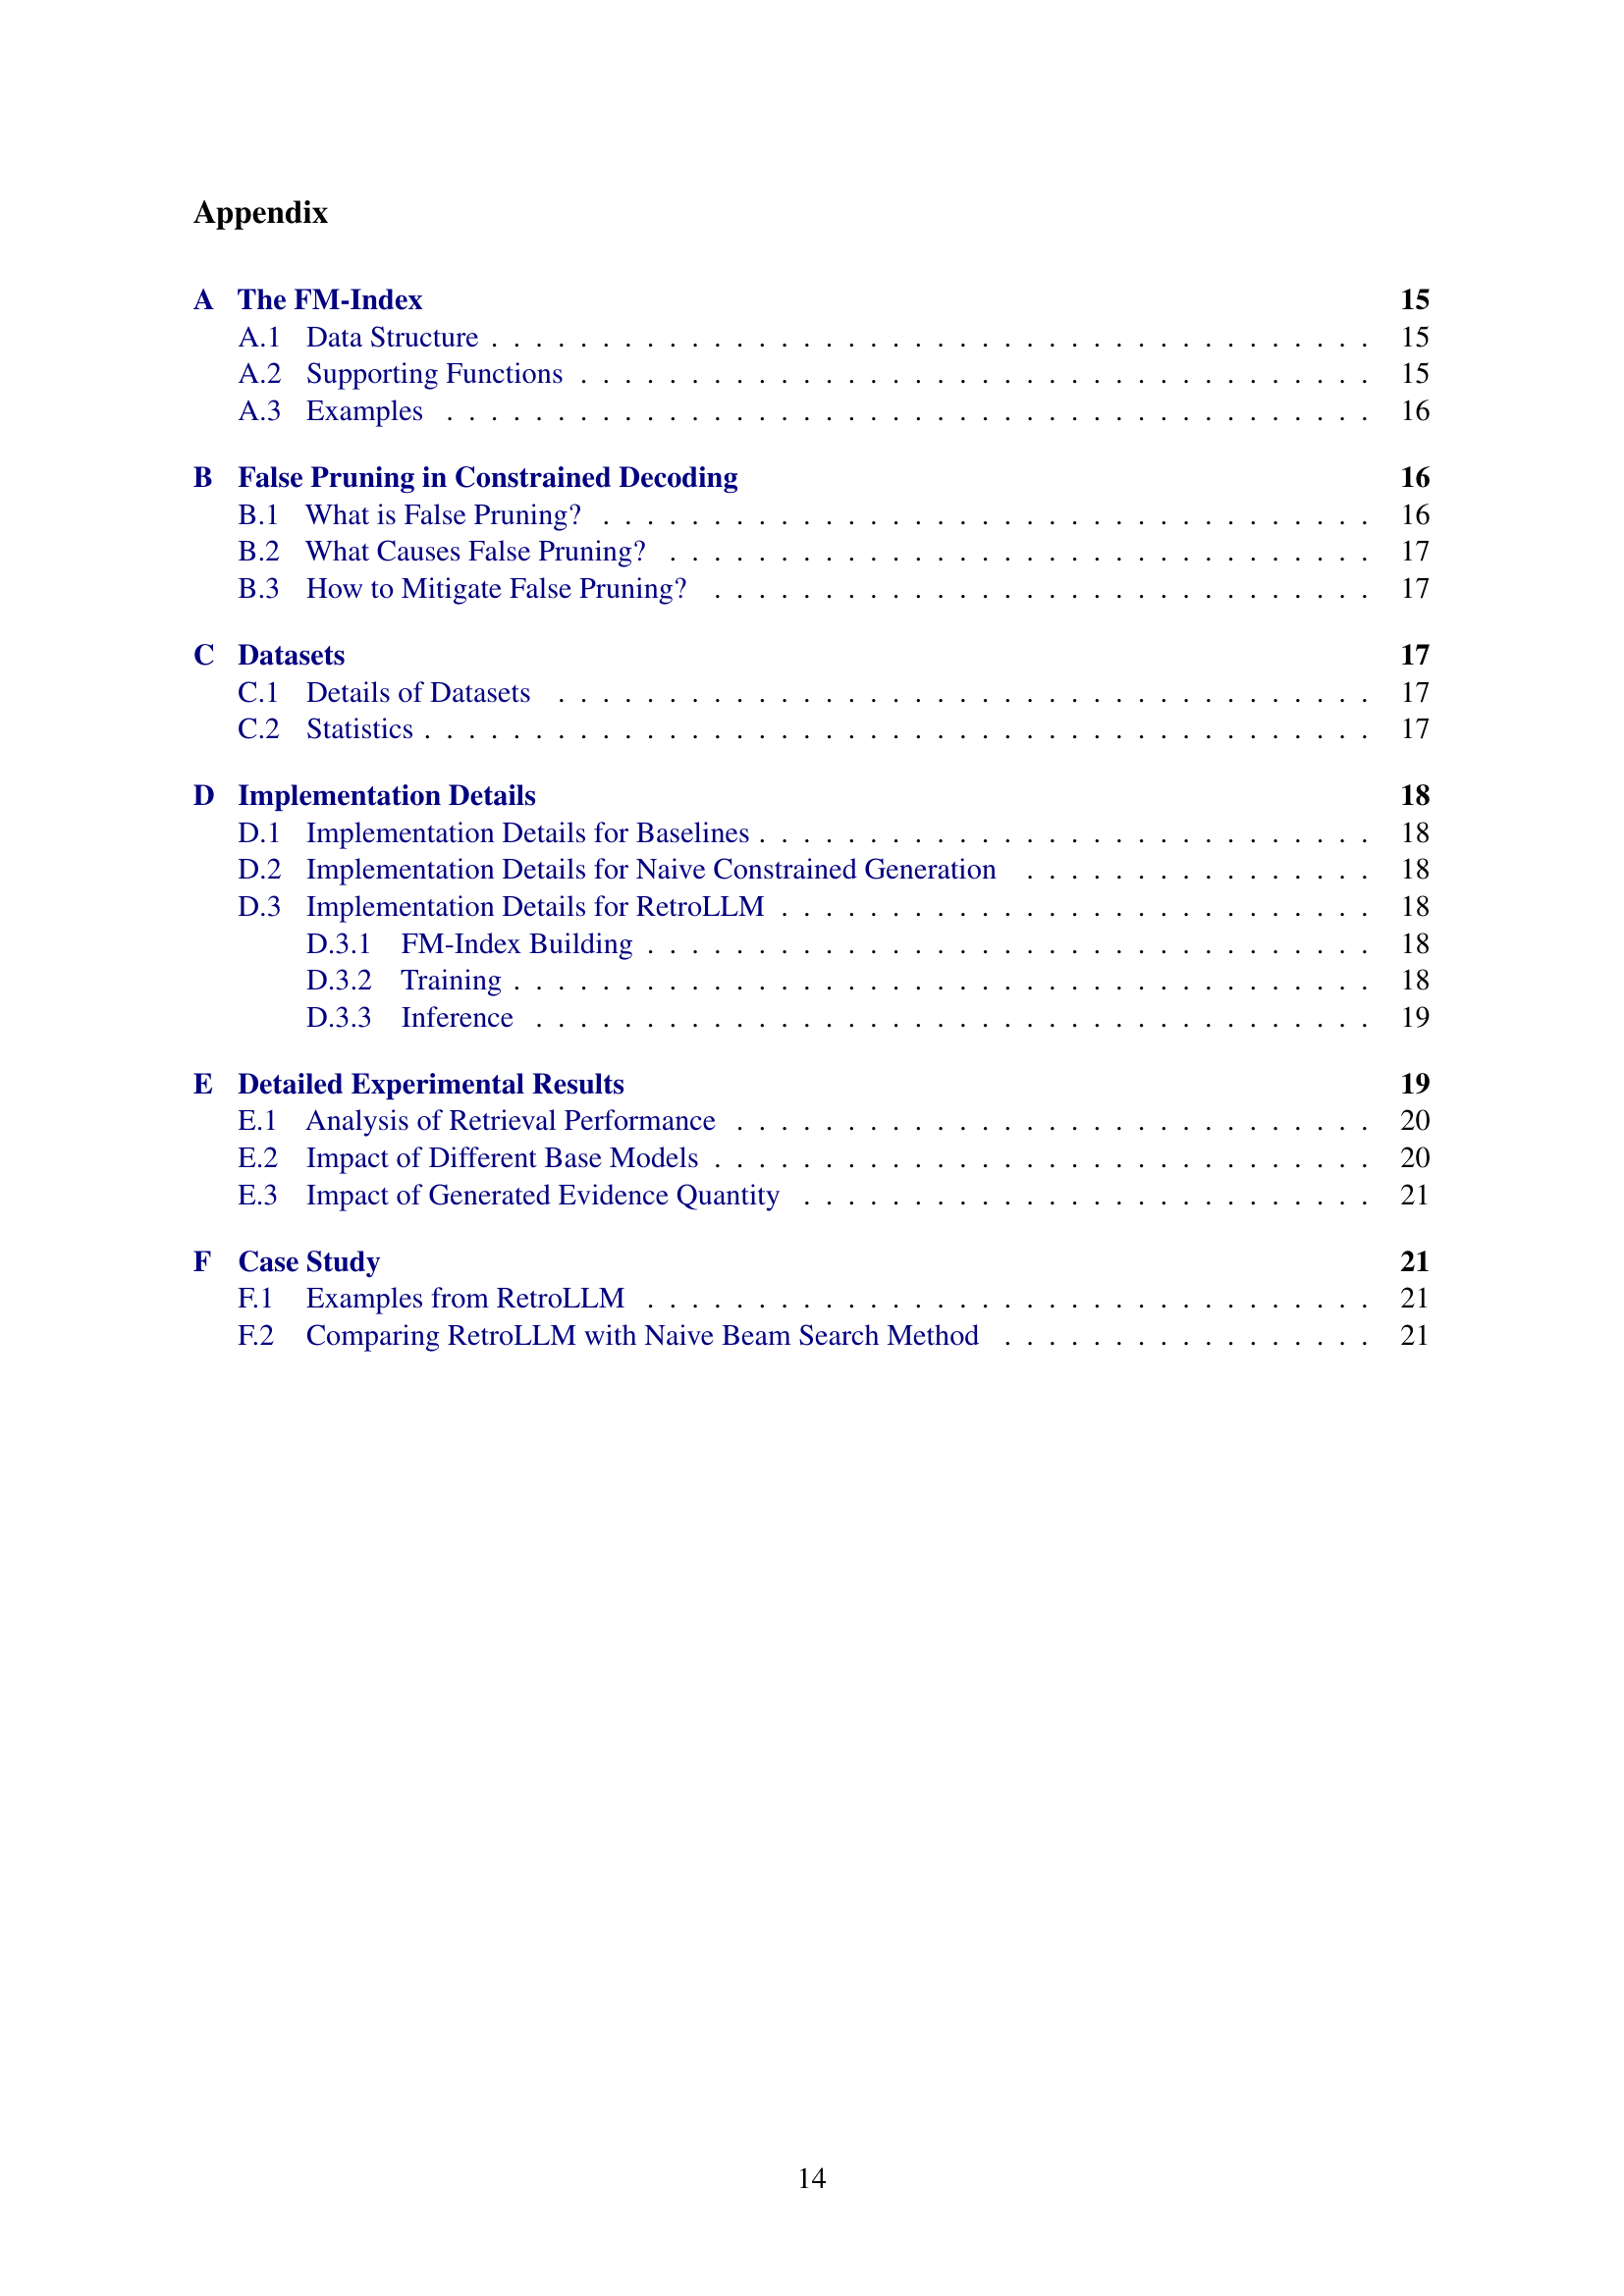 Appendix
A The FM-Index 15
A.1 Data Structure . . . . . . . . . . . . . . . . . . . . . . . . . . . . . . . . . . . . . . . . 15
A.2 Supporting Functions . . . . . . . . . . . . . . . . . . . . . . . . . . . . . . . . . . . . 15
A.3 Examples . . . . . . . . . . . . . . . . . . . . . . . . . . . . . . . . . . . . . . . . . . 16
B False Pruning in Constrained Decoding 16
B.1 What is False Pruning? . . . . . . . . . . . . . . . . . . . . . . . . . . . . . . . . . . . 16
B.2 What Causes False Pruning? . . . . . . . . . . . . . . . . . . . . . . . . . . . . . . . . 17
B.3 How to Mitigate False Pruning? . . . . . . . . . . . . . . . . . . . . . . . . . . . . . . 17
C Datasets 17
C.1 Details of Datasets . . . . . . . . . . . . . . . . . . . . . . . . . . . . . . . . . . . . . 17
C.2 Statistics . . . . . . . . . . . . . . . . . . . . . . . . . . . . . . . . . . . . . . . . . . . 17
D Implementation Details 18
D.1 Implementation Details for Baselines . . . . . . . . . . . . . . . . . . . . . . . . . . . . 18
D.2 Implementation Details for Naive Constrained Generation . . . . . . . . . . . . . . . . 18
D.3 Implementation Details for RetroLLM . . . . . . . . . . . . . . . . . . . . . . . . . . . 18
D.3.1 FM-Index Building . . . . . . . . . . . . . . . . . . . . . . . . . . . . . . . . . 18
D.3.2 Training . . . . . . . . . . . . . . . . . . . . . . . . . . . . . . . . . . . . . . . 18
D.3.3 Inference . . . . . . . . . . . . . . . . . . . . . . . . . . . . . . . . . . . . . . 19
E Detailed Experimental Results 19
E.1 Analysis of Retrieval Performance . . . . . . . . . . . . . . . . . . . . . . . . . . . . . 20
E.2 Impact of Different Base Models . . . . . . . . . . . . . . . . . . . . . . . . . . . . . . 20
E.3 Impact of Generated Evidence Quantity . . . . . . . . . . . . . . . . . . . . . . . . . . 21
F Case Study 21
F.1 Examples from RetroLLM . . . . . . . . . . . . . . . . . . . . . . . . . . . . . . . . . 21
F.2 Comparing RetroLLM with Naive Beam Search Method . . . . . . . . . . . . . . . . . 21
14